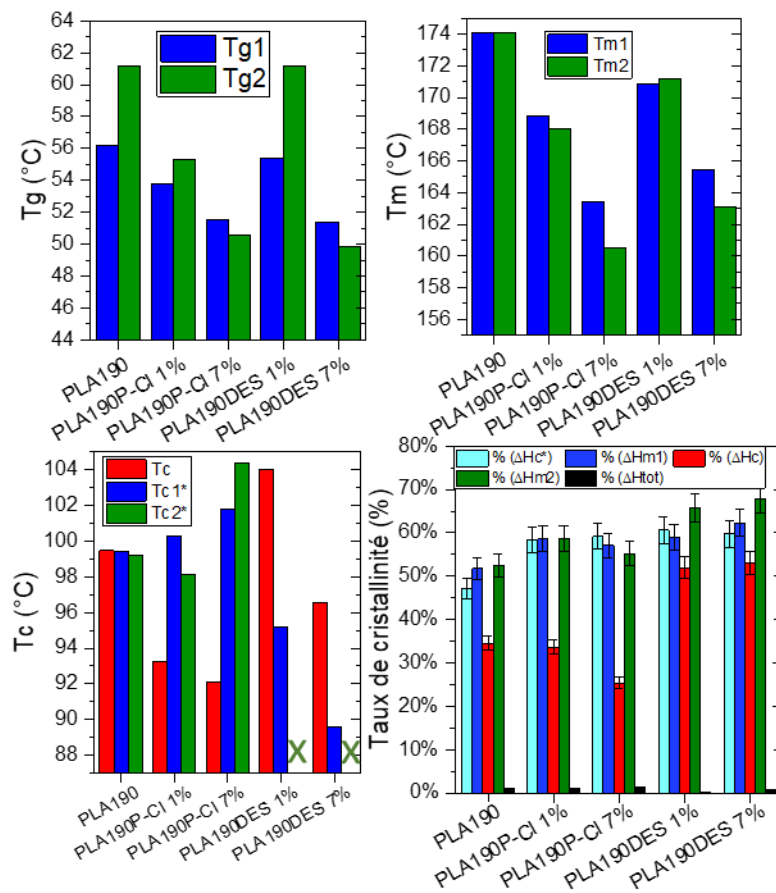 Tg (°C)
64
62
60
58
56
54
52
50
48
46
44
Tg1
Tg2
PLA190
PLA190P-Cl 1%
PLA190P-Cl 7%
PLA190DES 1%
PLA190DES 7%
Tm (°C)
174
172
170
168
166
164
162
160
158
156
Tm1
Tm2
PLA190
PLA190P-Cl 1%
PLA190P-Cl 7%
PLA190DES 1%
PLA190DES 7%
Tc (°C)
104
102
100
98
96
94
92
90
88
Tc
Tc1*
Tc2*
X
X
PLA190
PLA190P-Cl 1%
PLA190P-Cl 7%
PLA190DES 1%
PLA190DES 7%
Taux de cristallinité (%)
80%
70%
60%
50%
40%
30%
20%
10%
0%
% (ΔHc*) % (ΔHm1) % (ΔHc)
% (ΔHm2) % (ΔHtot)
PLA190
PLA190P-Cl 1%
PLA190P-Cl 7%
PLA190DES 1%
PLA190DES 7%